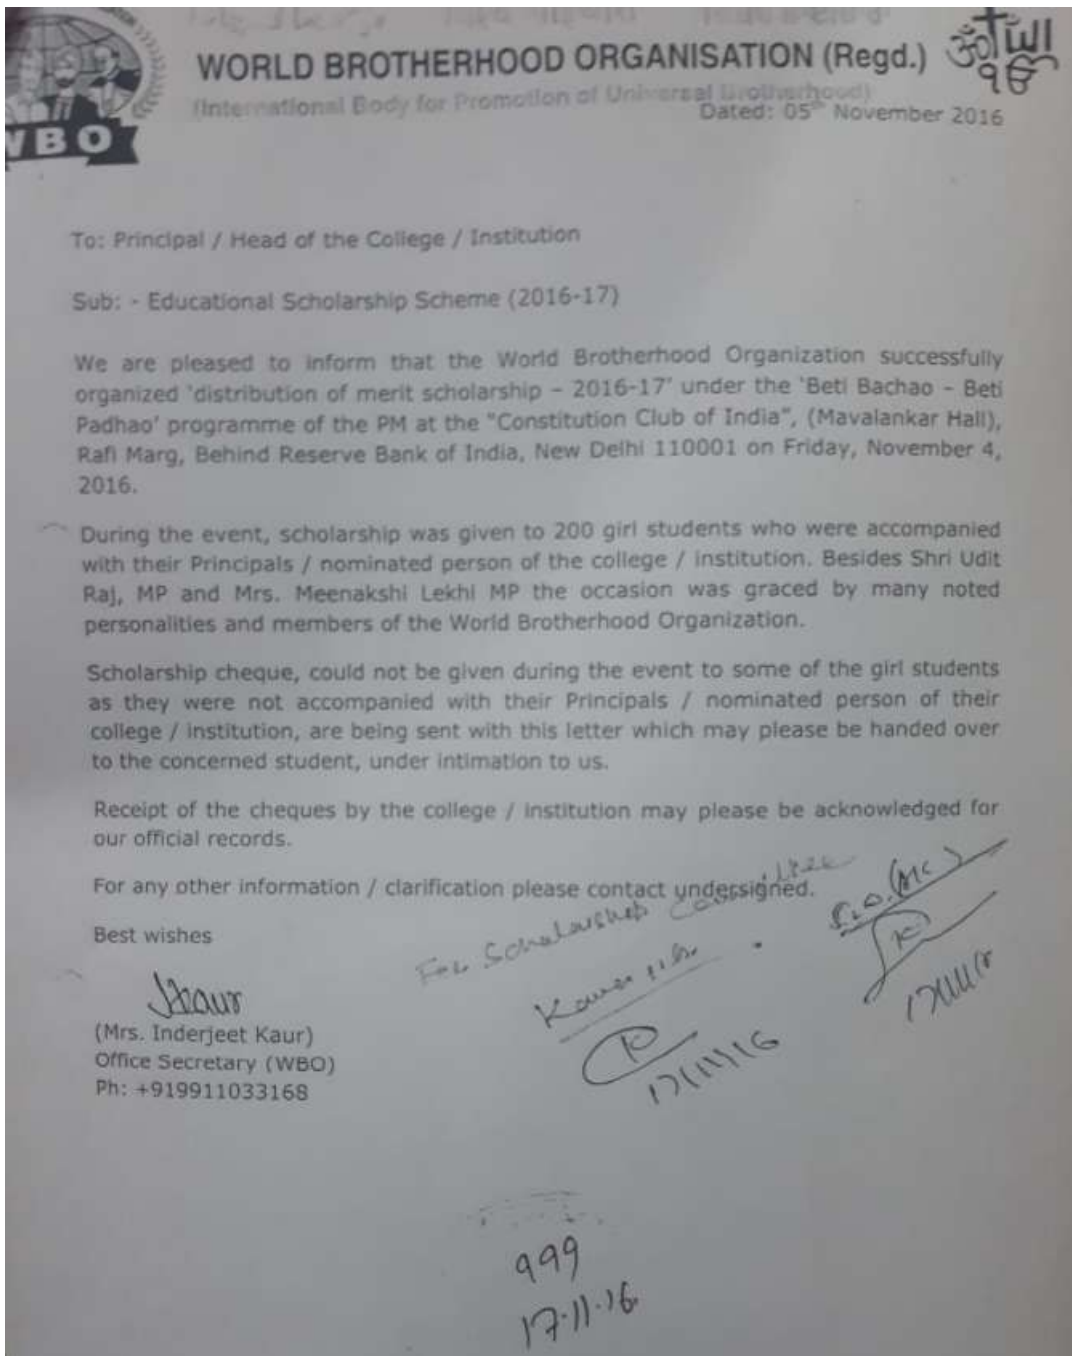 WORLD BROTHERHOOD ORGANISATION (Regd.)
(International Body for Promotion of Universal Brotherhood)
Dated: 05th November 2016
WBO
To: Principal / Head of the College / Institution
Sub: - Educational Scholarship Scheme (2016-17)
We are pleased to inform that the World Brotherhood Organization successfully
organized 'distribution of merit scholarship – 2016-17' under the 'Beti Bachao – Beti
Padhao' programme of the PM at the "Constitution Club of India", (Mavalankar Hall),
Rafi Marg, Behind Reserve Bank of India, New Delhi 110001 on Friday, November 4,
2016.
During the event, scholarship was given to 200 girl students who were accompanied
with their Principals / nominated person of the college / institution. Besides Shri Udit
Raj, MP and Mrs. Meenakshi Lekhi MP the occasion was graced by many noted
personalities and members of the World Brotherhood Organization.
Scholarship cheque, could not be given during the event to some of the girl students
as they were not accompanied with their Principals / nominated person of their
college / institution, are being sent with this letter which may please be handed over
to the concerned student, under intimation to us.
Receipt of the cheques by the college / institution may please be acknowledged for
our official records.
For any other information / clarification please contact undersigned.
Best wishes
For Scholarship Committee
(Mrs. Inderjeet Kaur)
Office Secretary (WBO)
Ph: +919911033168
17/11/16
999
17.11.16